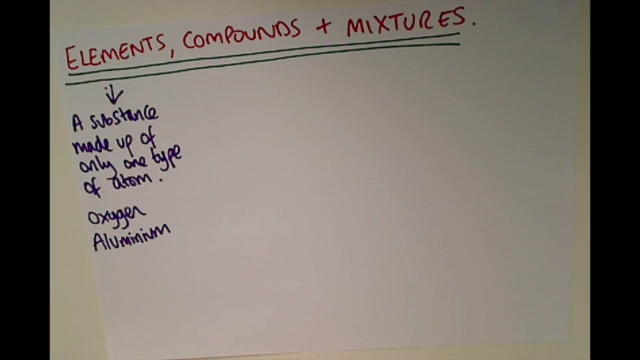 ELEMENTS, COMPOUNDS + MIXTURES.
A substance
made up of
only one type
of atom.
Oxygen
Aluminium